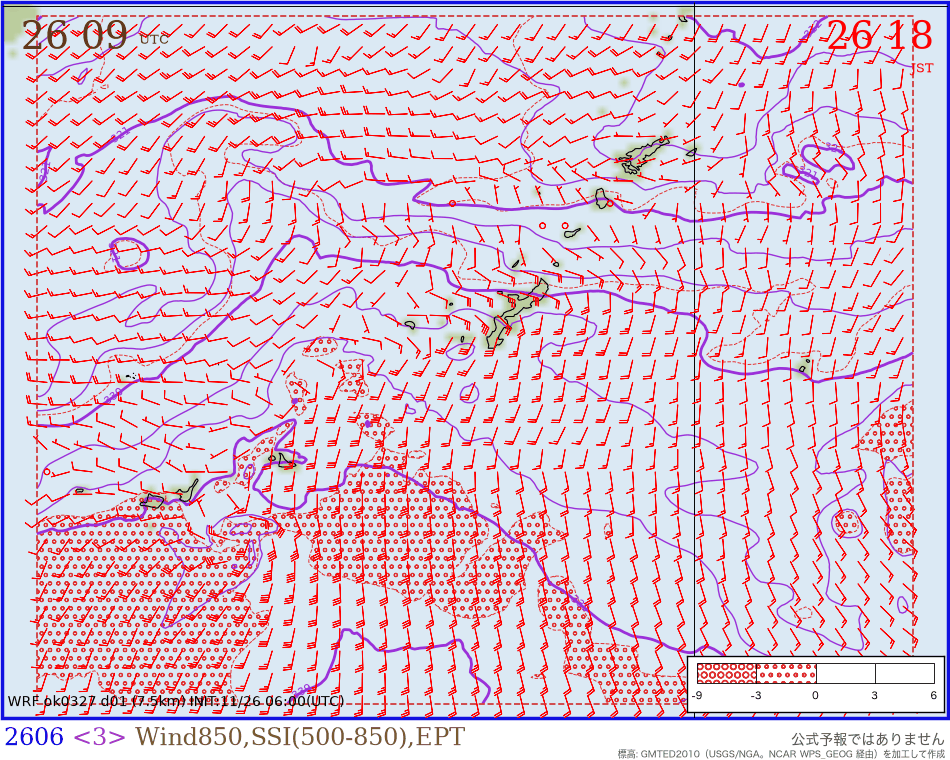 26 09 UTC
26 18
JST
321
WRF ok0327 d01 (7.5km) INIT:11/26 06:00(UTC)
-9 -3 0 3 6
2606 <3> Wind850,SSI(500-850),EPT
公式予報ではありません
標高: GMTED2010（USGS/NGA。NCAR WPS_GEOG 経由）を加工して作成